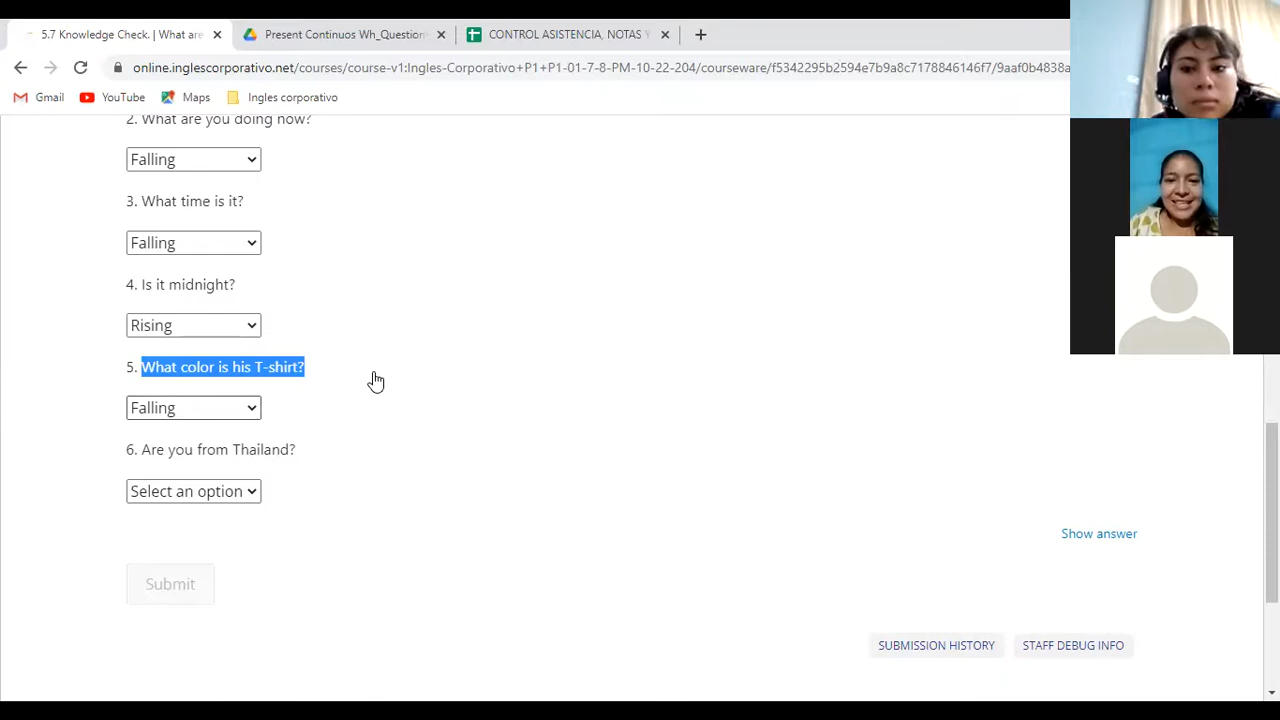 5.7 Knowledge Check. | What are
Present Continuos Wh_Question
CONTROL ASISTENCIA, NOTAS Y
online.inglescorporativo.net/courses/course-v1:Ingles-Corporativo+P1+P1-01-7-8-PM-10-22-204/courseware/f5342295b2594e7b9a8c7178846146f7/9aaf0b4838a
Gmail
YouTube
Maps
Ingles corporativo
2. What are you doing now?
Falling
3. What time is it?
Falling
4. Is it midnight?
Rising
5. What color is his T-shirt?
Falling
6. Are you from Thailand?
Select an option
Show answer
Submit
SUBMISSION HISTORY
STAFF DEBUG INFO